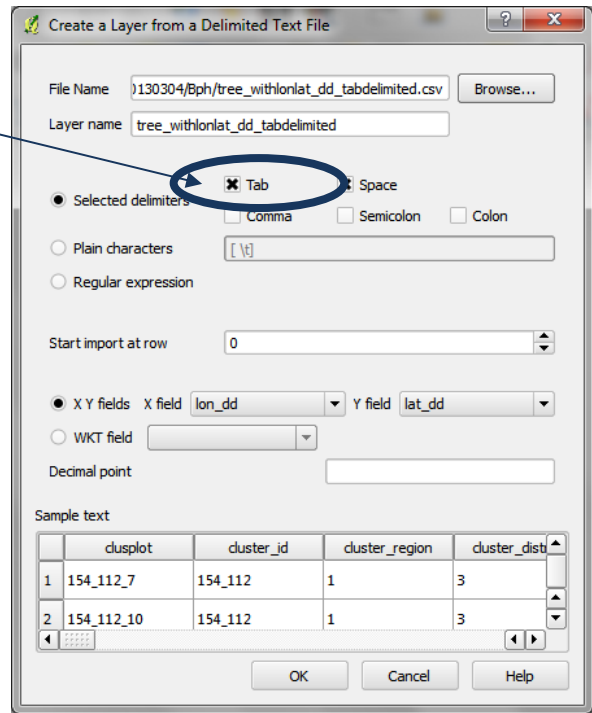 Create a Layer from a Delimited Text File
File Name )130304/Bph/tree_withlonlat_dd_tabdelimited.csv Browse...
Layer name tree_withlonlat_dd_tabdelimited
Selected delimiters Tab Space
Comma Semicolon Colon
Plain characters [ \t]
Regular expression
Start import at row 0
X Y fields X field lon_dd Y field lat_dd
WKT field
Decimal point
Sample text
clusplot cluster_id cluster_region cluster_distr
1 154_112_7 154_112 1 3
2 154_112_10 154_112 1 3
OK Cancel Help